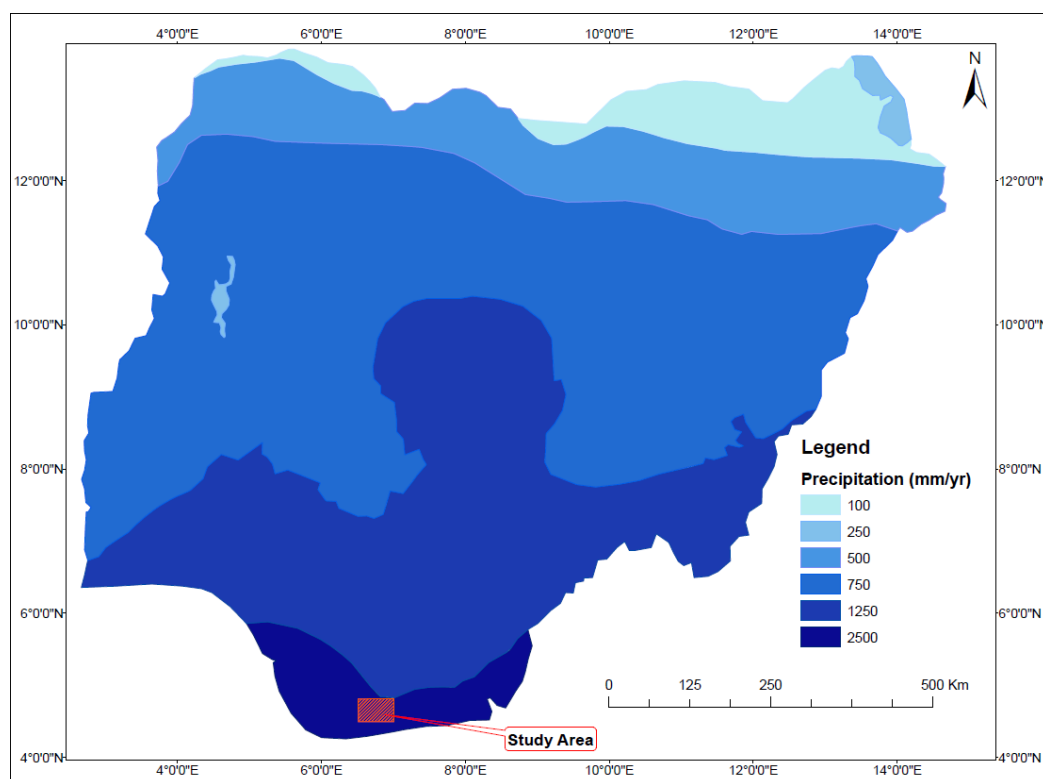 4°0'0"E 6°0'0"E 8°0'0"E 10°0'0"E 12°0'0"E 14°0'0"E
N
12°0'0"N 12°0'0"N
10°0'0"N 10°0'0"N
8°0'0"N 8°0'0"N
6°0'0"N 6°0'0"N
4°0'0"N 4°0'0"N
Legend
Precipitation (mm/yr)
100
250
500
750
1250
2500
0 125 250 500 Km
Study Area
4°0'0"E 6°0'0"E 8°0'0"E 10°0'0"E 12°0'0"E 14°0'0"E